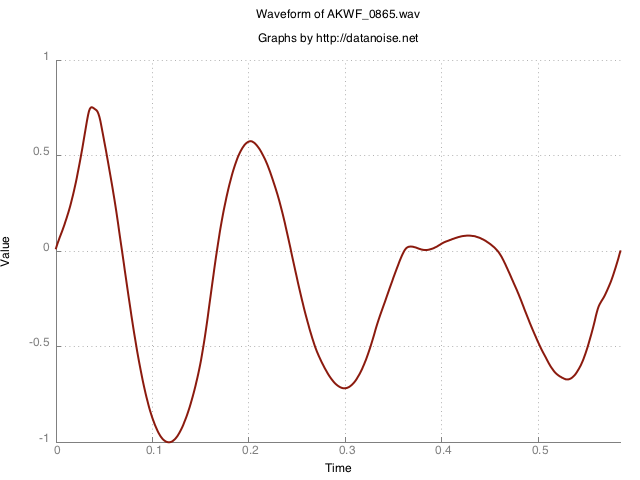 Waveform of AKWF_0865.wav
Graphs by http://datanoise.net
1
0.5
0
-0.5
-1
Value
0 0.1 0.2 0.3 0.4 0.5
Time